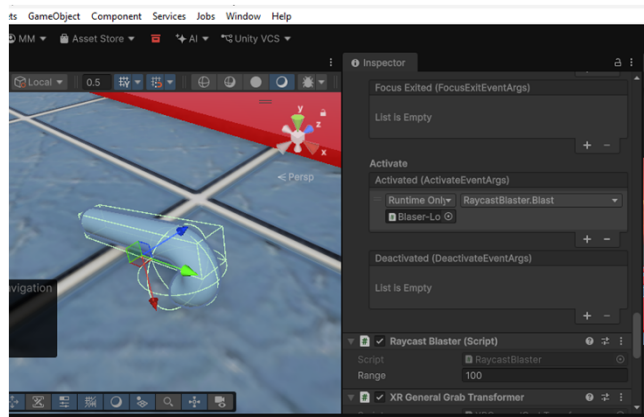 ets GameObject Component Services Jobs Window Help
MM Asset Store AI Unity VCS
Local 0.5
Inspector
Focus Exited (FocusExitEventArgs)
List is Empty
+ -
y
z
x
Persp
Activate
Activated (ActivateEventArgs)
Runtime Only RaycastBlaster.Blast
Blaser-Lo
+ -
Deactivated (DeactivateEventArgs)
List is Empty
+ -
avigation
Raycast Blaster (Script)
Script RaycastBlaster
Range 100
XR General Grab Transformer